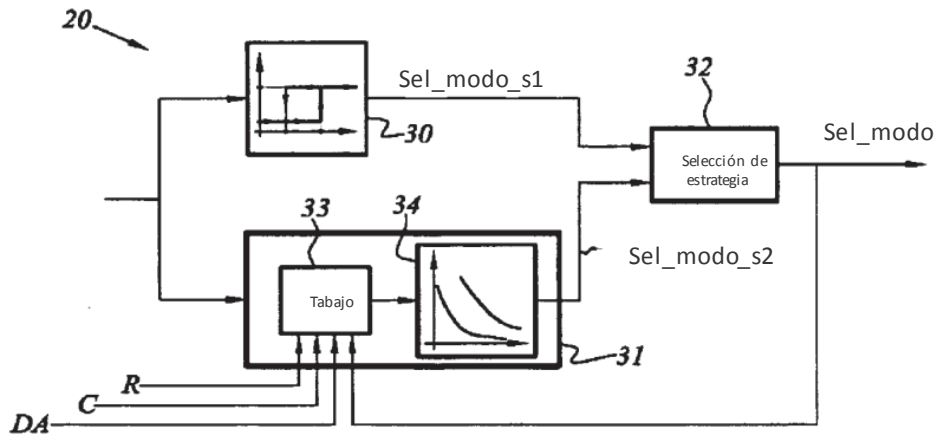 20
Sel_modo_s1
30
32
Sel_modo
Selección de
estrategia
33
34
Tabajo
Sel_modo_s2
31
R
C
DA